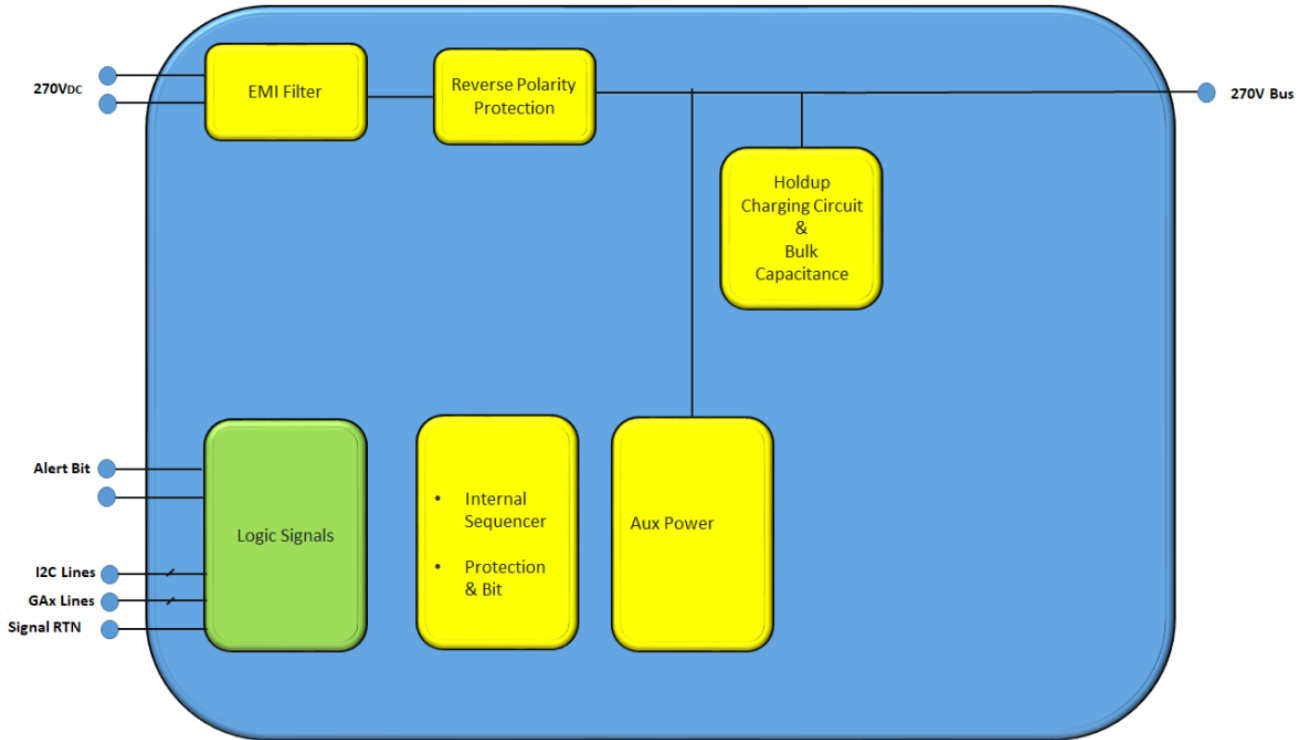 270VDC
EMI Filter
Reverse Polarity
Protection
270V Bus
Holdup
Charging Circuit
&
Bulk
Capacitance
Alert Bit
I2C Lines
GAx Lines
Signal RTN
Logic Signals
• Internal
Sequencer
• Protection
& Bit
Aux Power